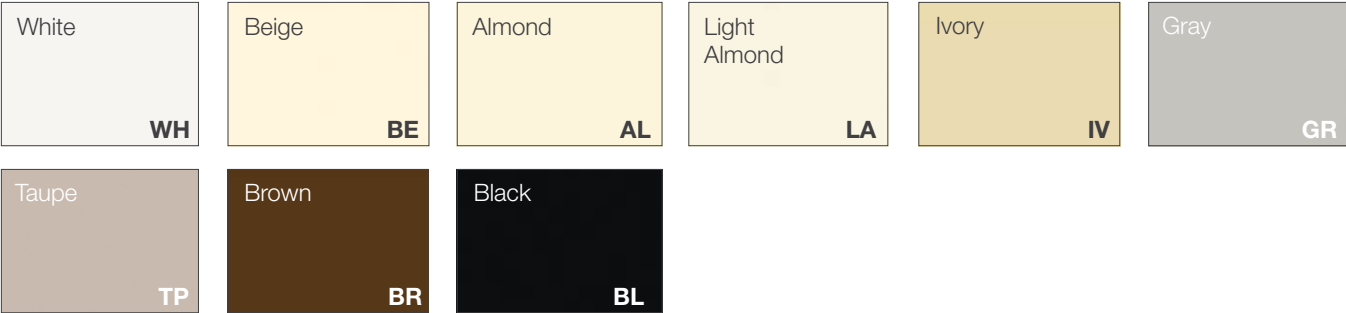 White
WH
Beige
BE
Almond
AL
Light
Almond
LA
Ivory
IV
Gray
GR
Taupe
TP
Brown
BR
Black
BL